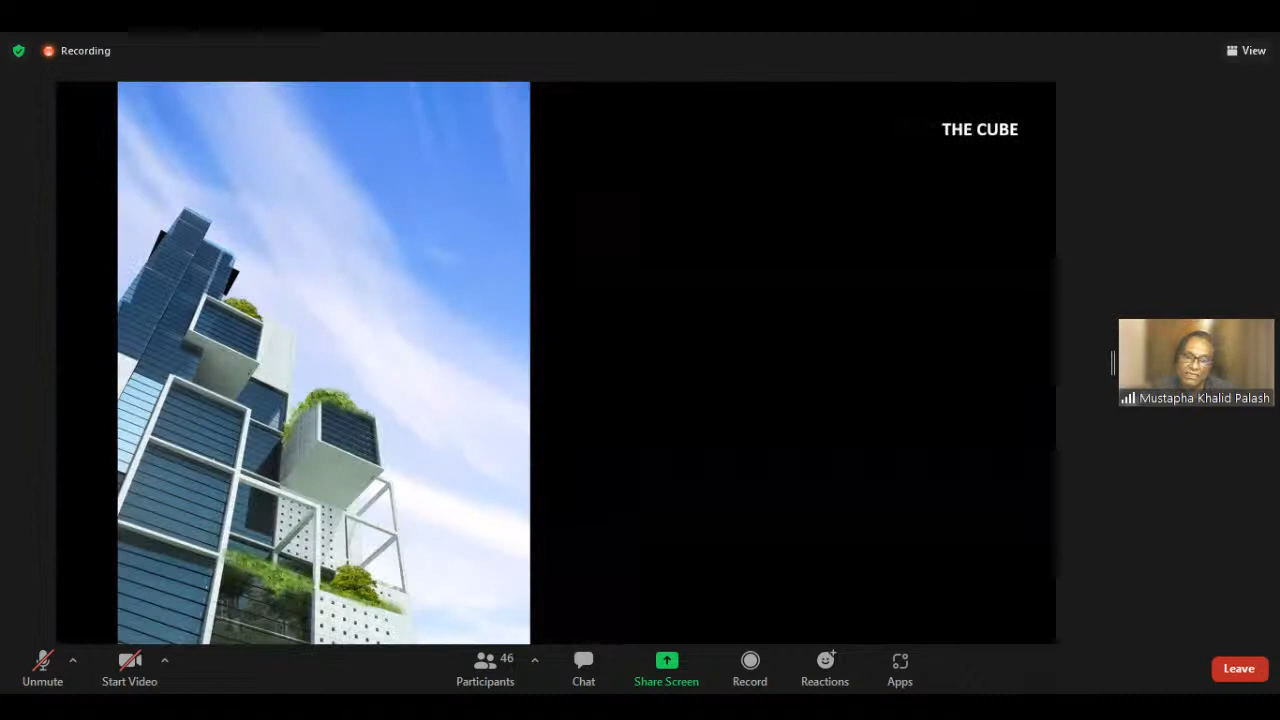 Recording
View
THE CUBE
Mustapha Khalid Palash
Unmute
Start Video
46
Participants
Chat
Share Screen
Record
Reactions
Apps
Leave